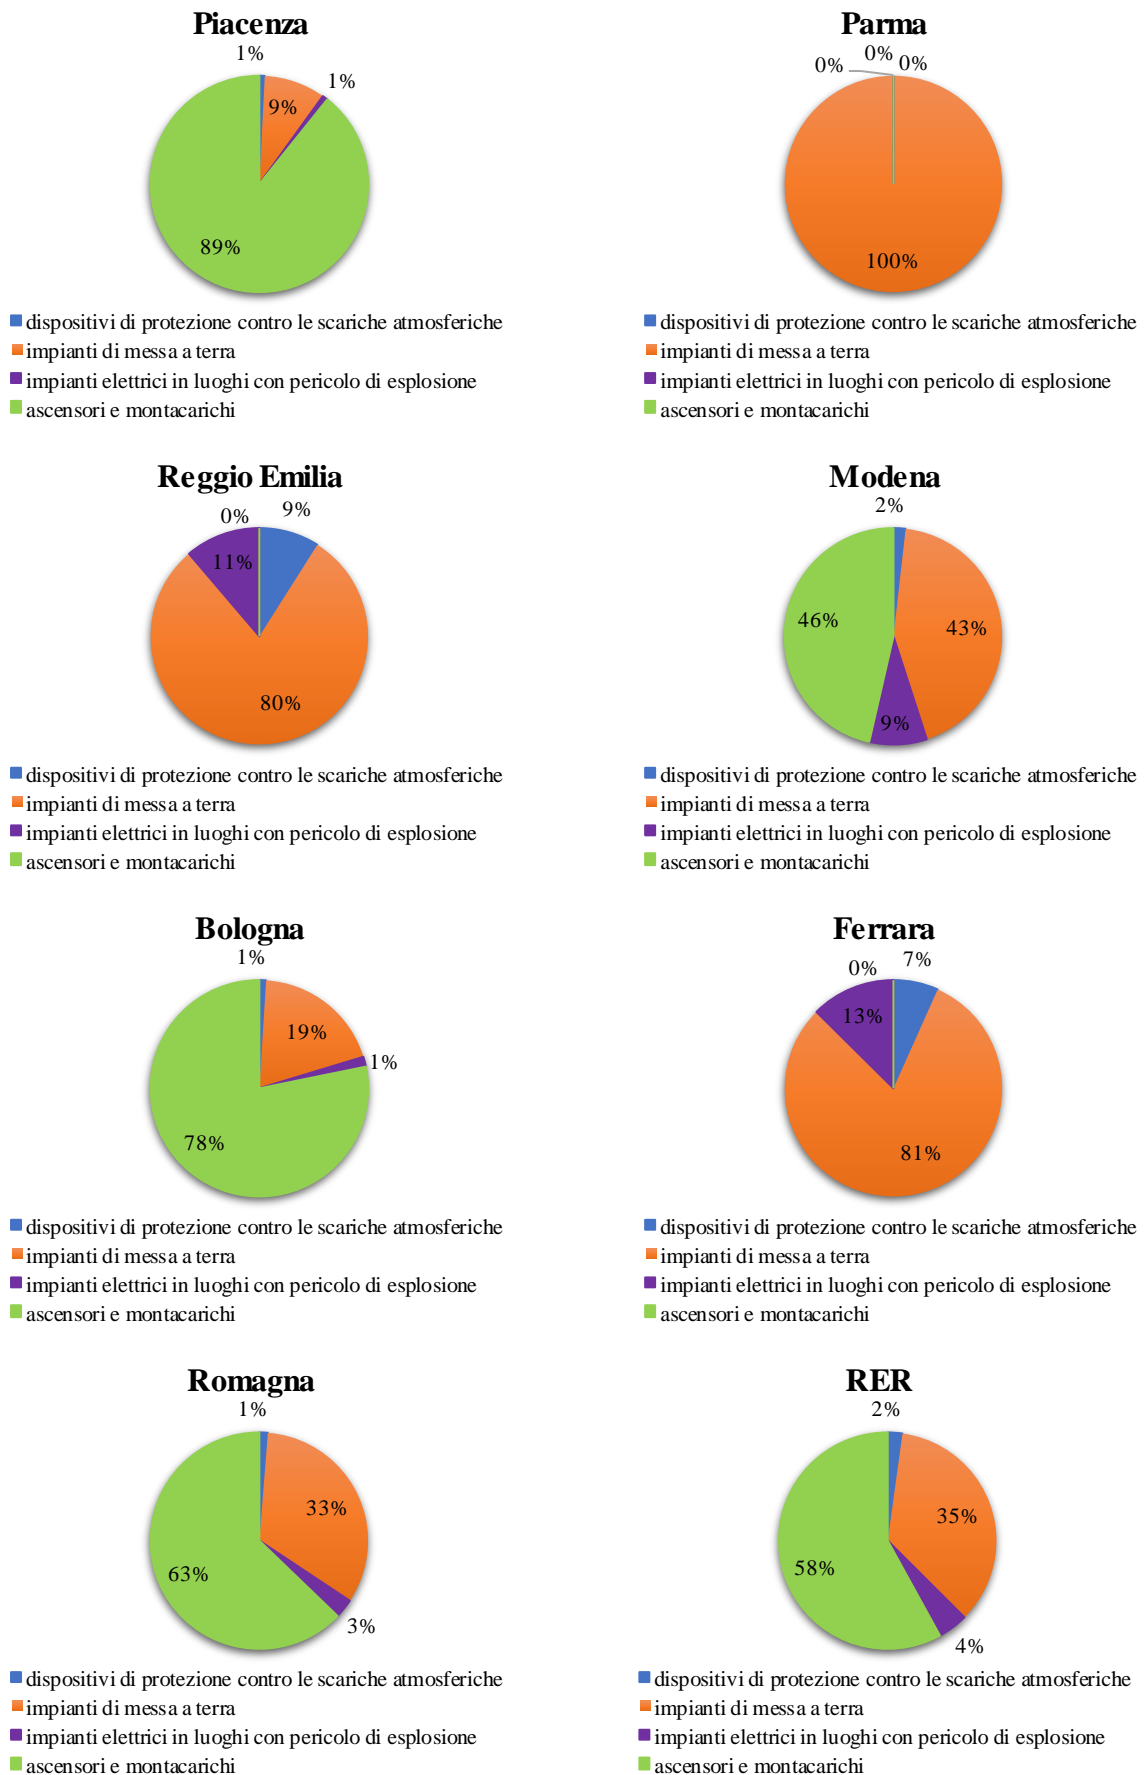 Piacenza
1%
9%
1%
89%
dispositivi di protezione contro le scariche atmosferiche
impianti di messa a terra
impianti elettrici in luoghi con pericolo di esplosione
ascensori e montacarichi
Parma
0%
0%
0%
100%
dispositivi di protezione contro le scariche atmosferiche
impianti di messa a terra
impianti elettrici in luoghi con pericolo di esplosione
ascensori e montacarichi
Reggio Emilia
0%
9%
11%
80%
dispositivi di protezione contro le scariche atmosferiche
impianti di messa a terra
impianti elettrici in luoghi con pericolo di esplosione
ascensori e montacarichi
Modena
2%
46%
43%
9%
dispositivi di protezione contro le scariche atmosferiche
impianti di messa a terra
impianti elettrici in luoghi con pericolo di esplosione
ascensori e montacarichi
Bologna
1%
19%
1%
78%
dispositivi di protezione contro le scariche atmosferiche
impianti di messa a terra
impianti elettrici in luoghi con pericolo di esplosione
ascensori e montacarichi
Ferrara
0%
7%
13%
81%
dispositivi di protezione contro le scariche atmosferiche
impianti di messa a terra
impianti elettrici in luoghi con pericolo di esplosione
ascensori e montacarichi
Romagna
1%
33%
63%
3%
dispositivi di protezione contro le scariche atmosferiche
impianti di messa a terra
impianti elettrici in luoghi con pericolo di esplosione
ascensori e montacarichi
RER
2%
35%
58%
4%
dispositivi di protezione contro le scariche atmosferiche
impianti di messa a terra
impianti elettrici in luoghi con pericolo di esplosione
ascensori e montacarichi